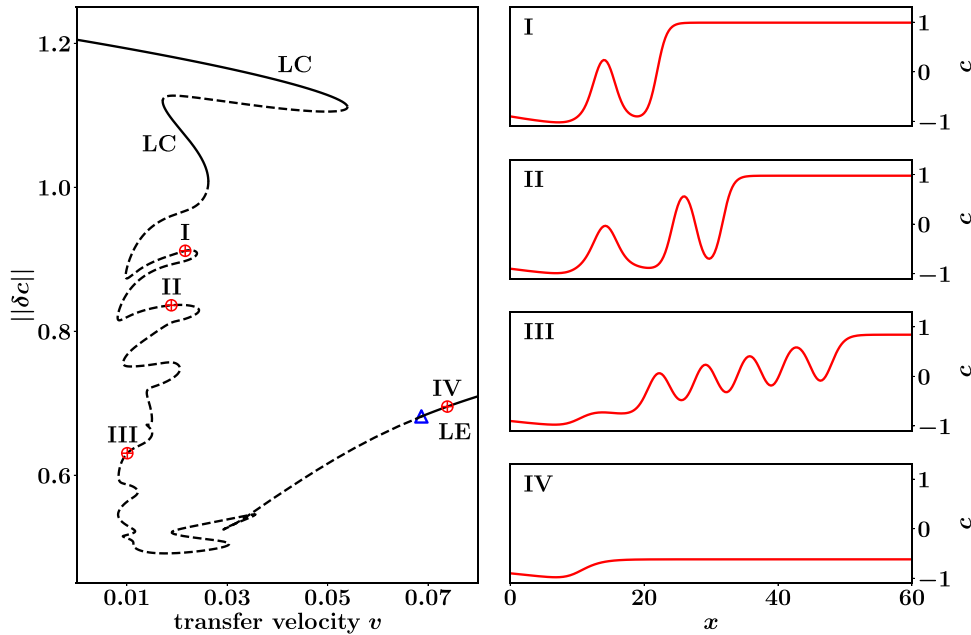 1.2
1.0
0.8
0.6
||δc||
LC
LC
I
II
III
IV
LE
0.01
0.03
0.05
0.07
transfer velocity v
I
1
0
−1
c
II
1
0
−1
c
III
1
0
−1
c
IV
1
0
−1
c
0
20
40
60
x